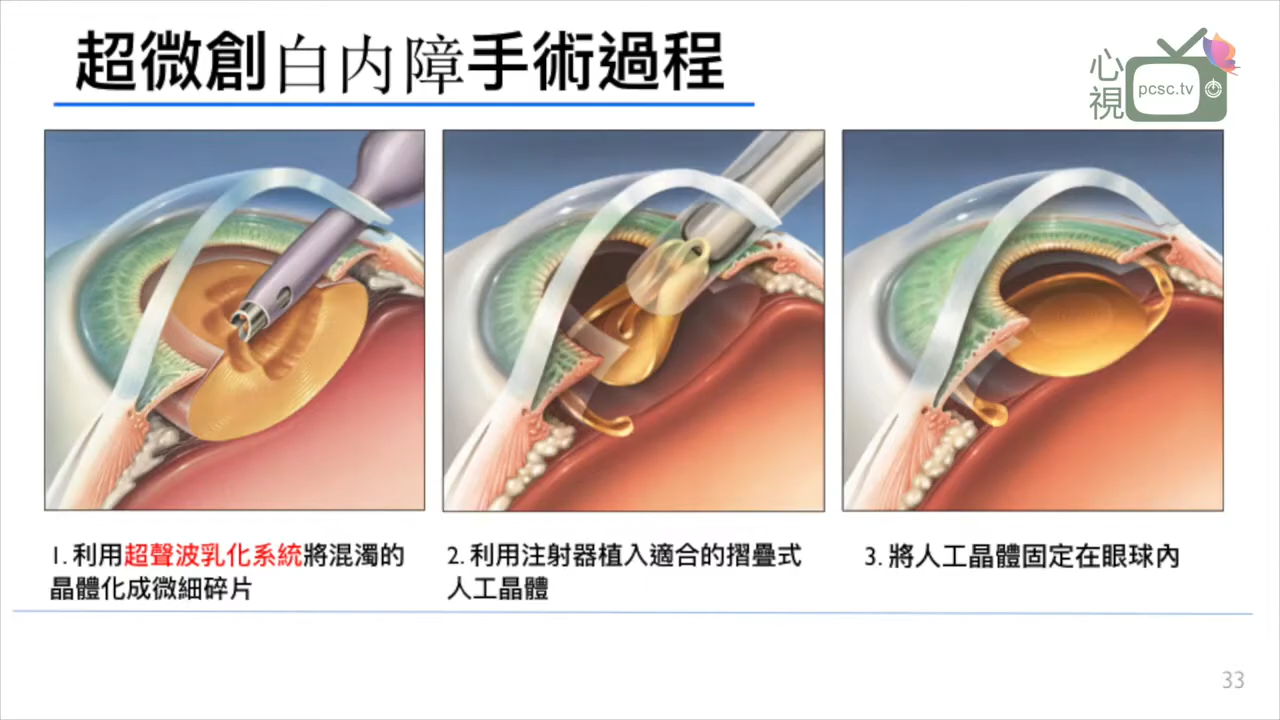 超微創白内障手術過程
心視
pcsc.tv
1. 利用超聲波乳化系統將混濁的
晶體化成微細碎片
2. 利用注射器植入適合的摺疊式
人工晶體
3. 將人工晶體固定在眼球內
33